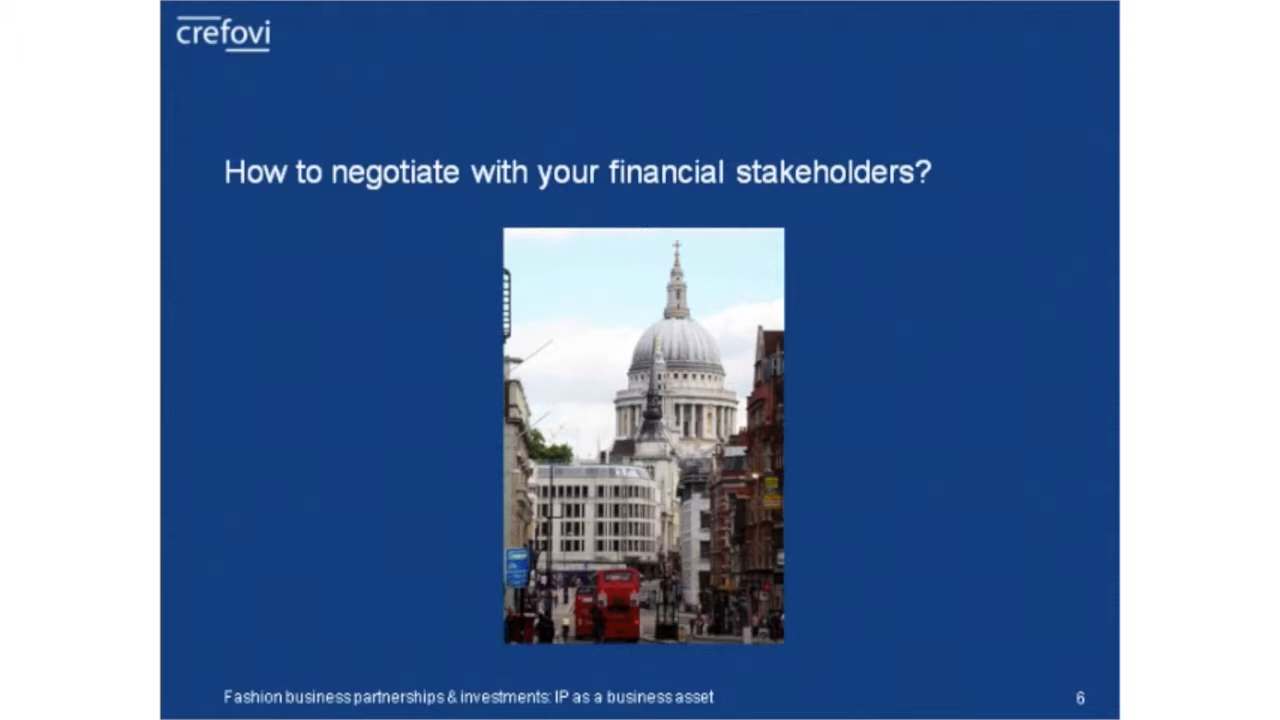 crefovi
How to negotiate with your financial stakeholders?
Fashion business partnerships & investments: IP as a business asset
6